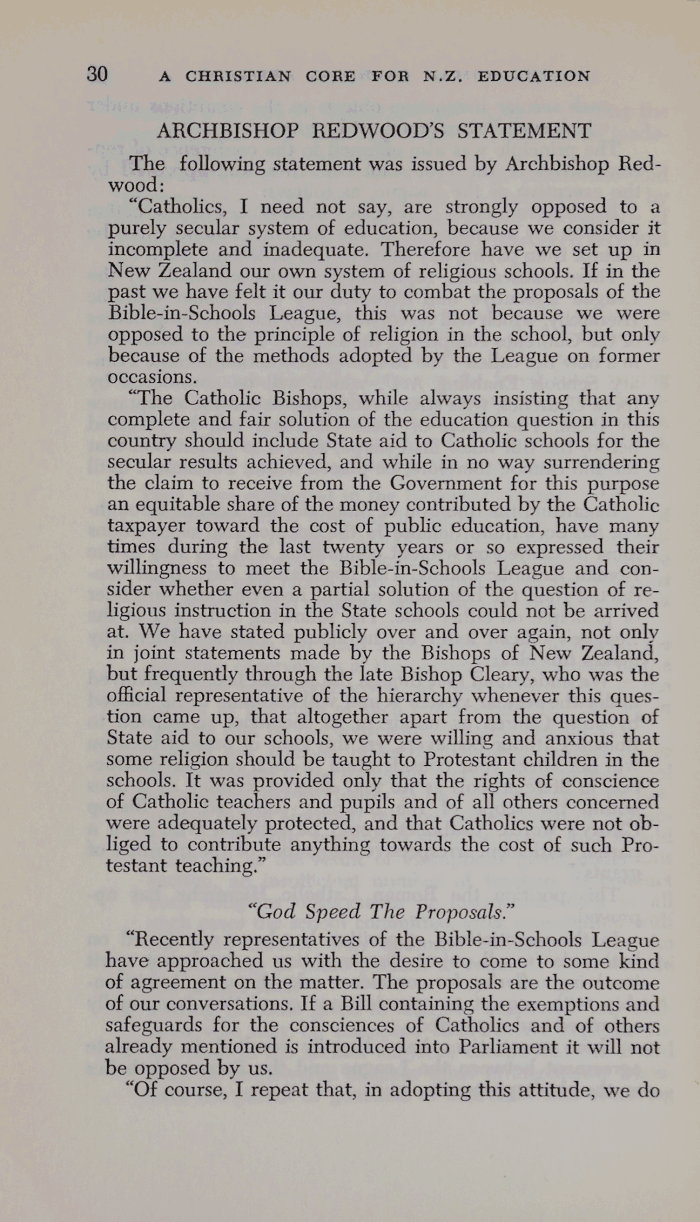 30 A CHRISTIAN CORE FOR N.Z. EDUCATION
ARCHBISHOP REDWOOD'S STATEMENT
The following statement was issued by Archbishop Red-
wood:
“Catholics, I need not say, are strongly opposed to a
purely secular system of education, because we consider it
incomplete and inadequate. Therefore have we set up in
New Zealand our own system of religious schools. If in the
past we have felt it our duty to combat the proposals of the
Bible-in-Schools League, this was not because we were
opposed to the principle of religion in the school, but only
because of the methods adopted by the League on former
occasions.
“The Catholic Bishops, while always insisting that any
complete and fair solution of the education question in this
country should include State aid to Catholic schools for the
secular results achieved, and while in no way surrendering
the claim to receive from the Government for this purpose
an equitable share of the money contributed by the Catholic
taxpayer toward the cost of public education, have many
times during the last twenty years or so expressed their
willingness to meet the Bible-in-Schools League and con-
sider whether even a partial solution of the question of re-
ligious instruction in the State schools could not be arrived
at. We have stated publicly over and over again, not only
in joint statements made by the Bishops of New Zealand,
but frequently through the late Bishop Cleary, who was the
official representative of the hierarchy whenever this ques-
tion came up, that altogether apart from the question of
State aid to our schools, we were willing and anxious that
some religion should be taught to Protestant children in the
schools. It was provided only that the rights of conscience
of Catholic teachers and pupils and of all others concerned
were adequately protected, and that Catholics were not ob-
liged to contribute anything towards the cost of such Pro-
testant teaching.”
“God Speed The Proposals.”
“Recently representatives of the Bible-in-Schools League
have approached us with the desire to come to some kind
of agreement on the matter. The proposals are the outcome
of our conversations. If a Bill containing the exemptions and
safeguards for the consciences of Catholics and of others
already mentioned is introduced into Parliament it will not
be opposed by us.
“Of course, I repeat that, in adopting this attitude, we do